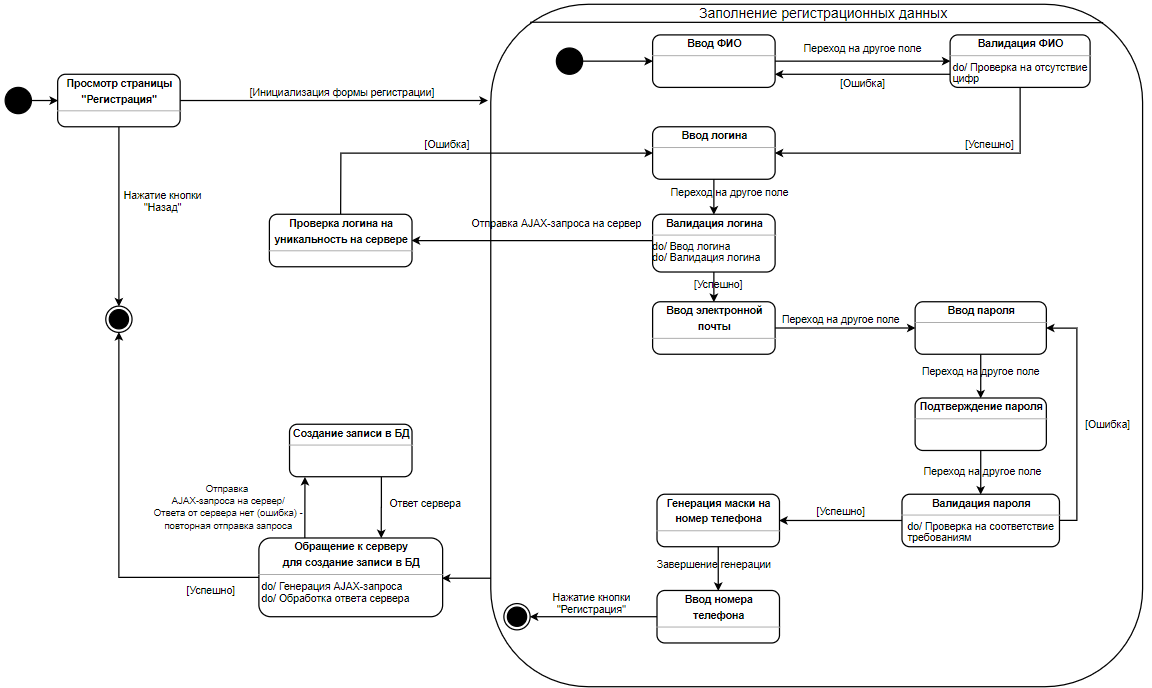 Заполнение регистрационных данных
Ввод ФИО
Переход на другое поле
[Ошибка]
Валидация ФИО
do/ Проверка на отсутствие
цифр
Просмотр страницы
"Регистрация"
[Инициализация формы регистрации]
Ввод логина
[Успешно]
[Ошибка]
Переход на другое поле
Нажатие кнопки
"Назад"
Проверка логина на
уникальность на сервере
Отправка AJAX-запроса на сервер
Валидация логина
do/ Ввод логина
do/ Валидация логина
[Успешно]
Ввод электронной
почты
Переход на другое поле
Ввод пароля
Переход на другое поле
Подтверждение пароля
[Ошибка]
Переход на другое поле
Валидация пароля
do/ Проверка на соответствие
требованиям
[Успешно]
Генерация маски на
номер телефона
Завершение генерации
Ввод номера
телефона
Нажатие кнопки
"Регистрация"
Создание записи в БД
Отправка
AJAX-запроса на сервер/
Ответа от сервера нет (ошибка) -
повторная отправка запроса
Ответ сервера
Обращение к серверу
для создание записи в БД
do/ Генерация AJAX-запроса
do/ Обработка ответа сервера
[Успешно]